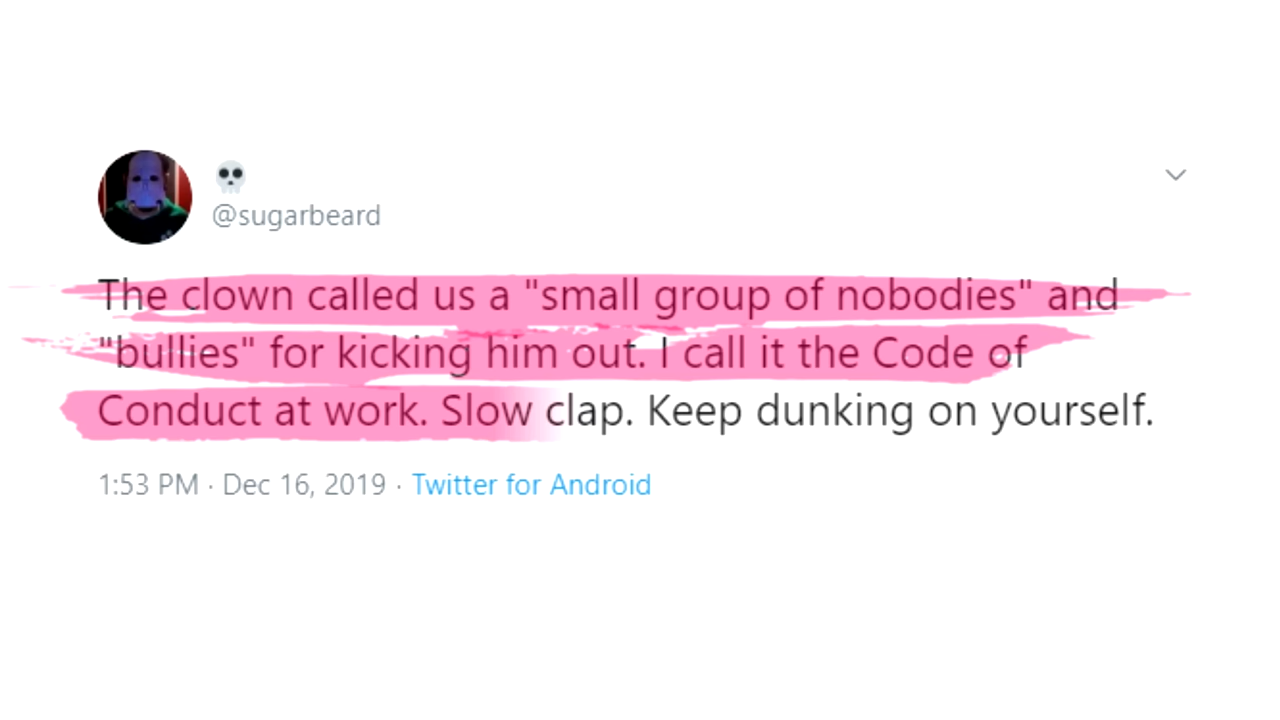 💀
@sugarbeard
The clown called us a "small group of nobodies" and
"bullies" for kicking him out. I call it the Code of
Conduct at work. Slow clap. Keep dunking on yourself.
1:53 PM · Dec 16, 2019 · Twitter for Android